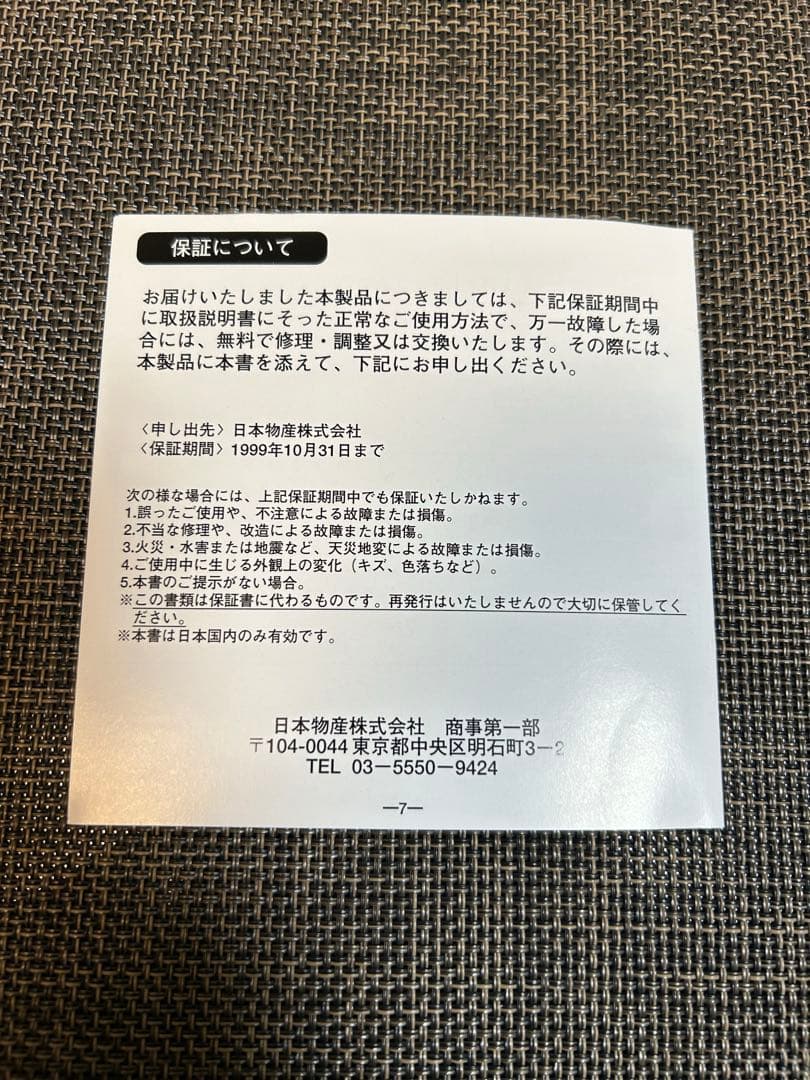 保証について
お届けいたしました本製品につきましては、下記保証期間中
に取扱説明書にそった正常なご使用方法で、万一故障した場
合には、無料で修理・調整又は交換いたします。その際には、
本製品に本書を添えて、下記にお申し出ください。
〈申し出先〉日本物産株式会社
〈保証期間〉1999年10月31日まで
次の様な場合には、上記保証期間中でも保証いたしかねます。
1.誤ったご使用や、不注意による故障または損傷。
2.不当な修理や、改造による故障または損傷。
3.火災・水害または地震など、天災地変による故障または損傷。
4.ご使用中に生じる外観上の変化（キズ、色落ちなど）。
5.本書のご提示がない場合。
※この書類は保証書に代わるものです。再発行はいたしませんので大切に保管してく
ださい。
※本書は日本国内のみ有効です。
日本物産株式会社　商事第一部
〒104-0044 東京都中央区明石町3－2
TEL 03－5550－9424
―7―